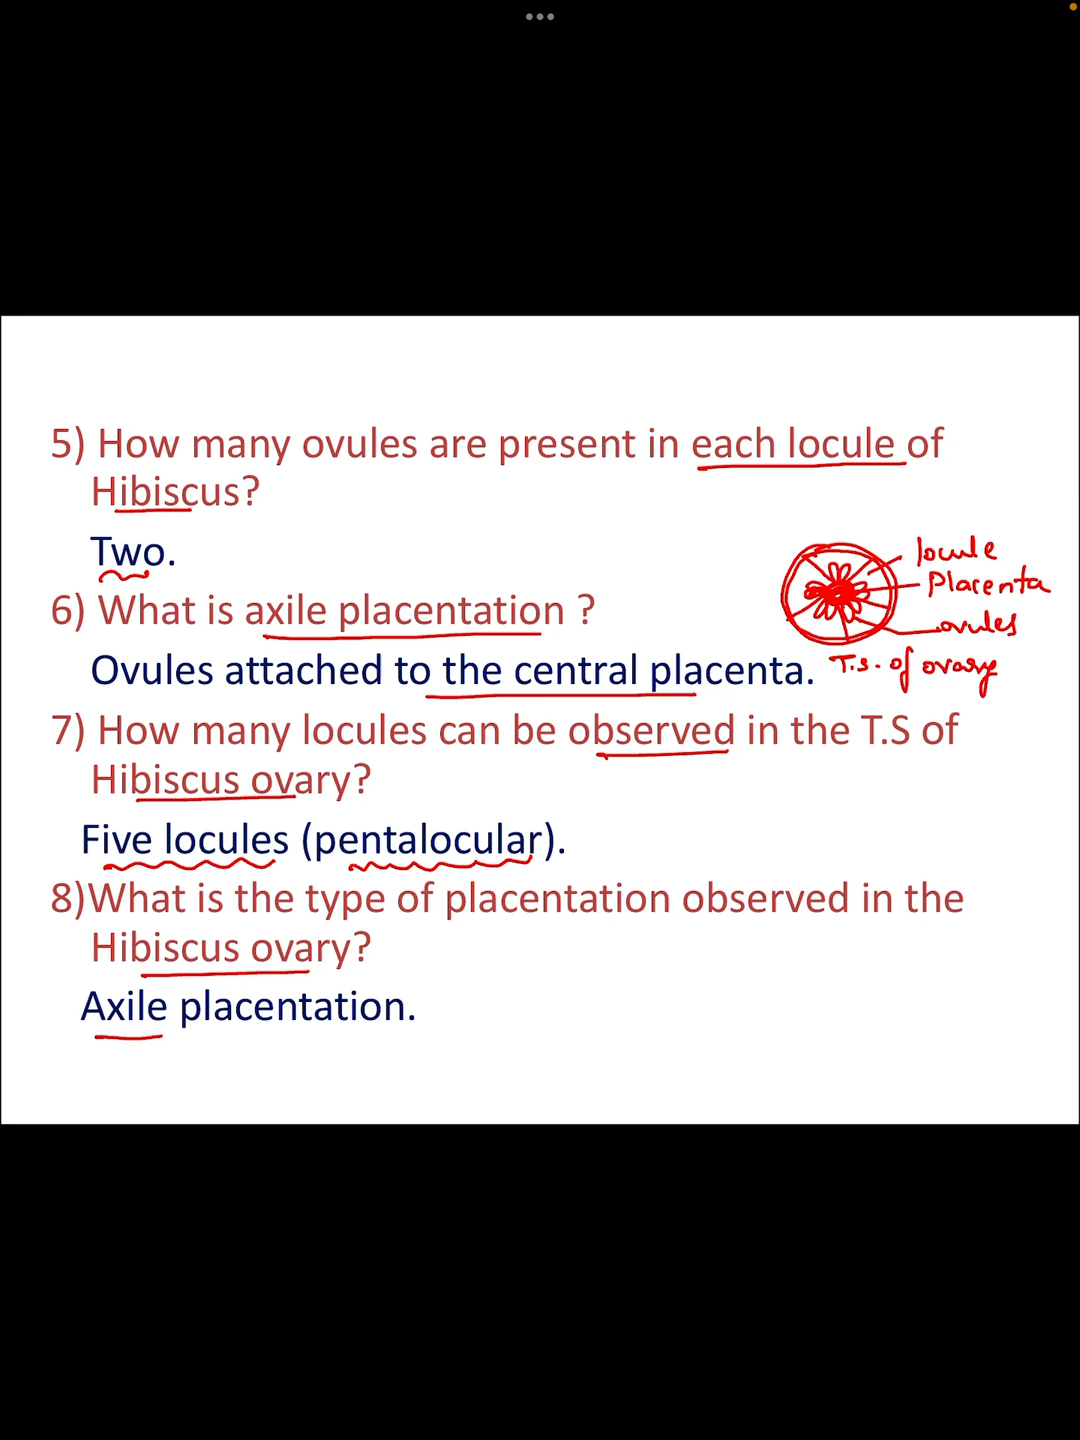 5) How many ovules are present in each locule of
Hibiscus?
Two.
locule
Placenta
6) What is axile placentation ?
ovules
Ovules attached to the central placenta.
T.S. of ovary
7) How many locules can be observed in the T.S of
Hibiscus ovary?
Five locules (pentalocular).
8)What is the type of placentation observed in the
Hibiscus ovary?
Axile placentation.